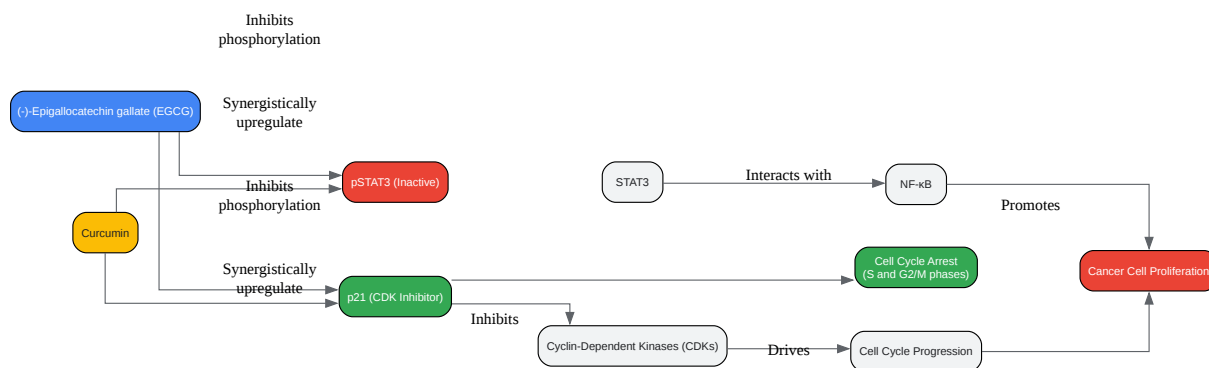 Inhibits
phosphorylation
(-)-Epigallocatechin gallate (EGCG)
Synergistically
upregulate
pSTAT3 (Inactive)
STAT3
Interacts with
NF-κB
Inhibits
phosphorylation
Promotes
Curcumin
Cell Cycle Arrest
(S and G2/M phases)
Cancer Cell Proliferation
Synergistically
upregulate
p21 (CDK Inhibitor)
Inhibits
Cyclin-Dependent Kinases (CDKs)
Drives
Cell Cycle Progression